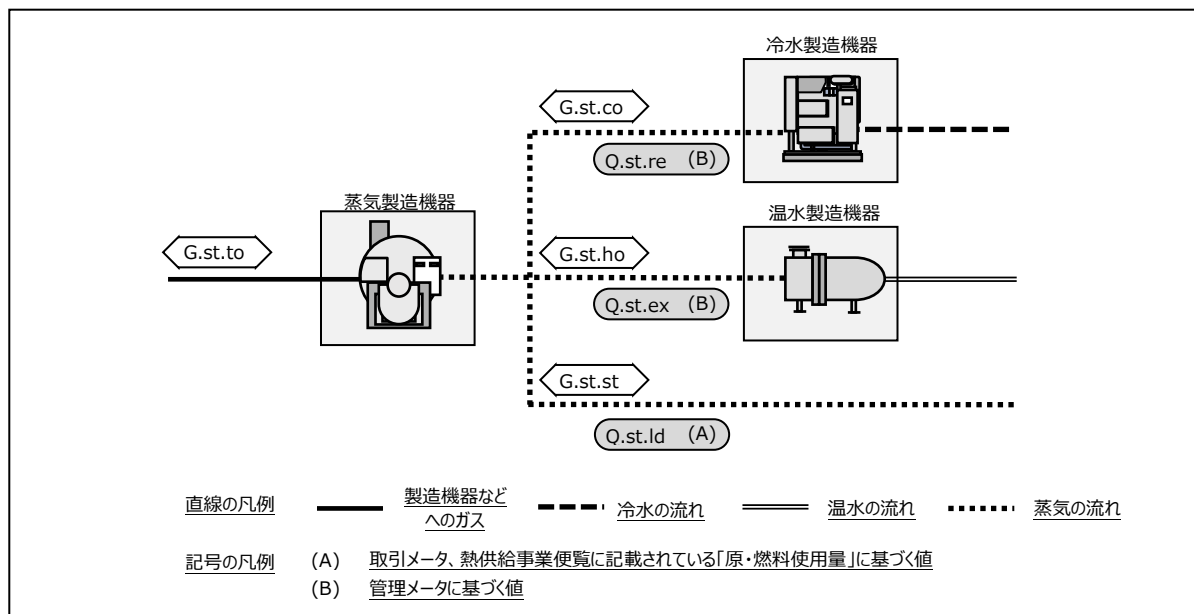 冷水製造機器
G.st.co
Q.st.re (B)
蒸気製造機器
温水製造機器
G.st.to
G.st.ho
Q.st.ex (B)
G.st.st
Q.st.ld (A)
直線の凡例
製造機器など
へのガス
冷水の流れ
温水の流れ
蒸気の流れ
記号の凡例 (A) 取引メータ、熱供給事業便覧に記載されている「原・燃料使用量」に基づく値
(B) 管理メータに基づく値